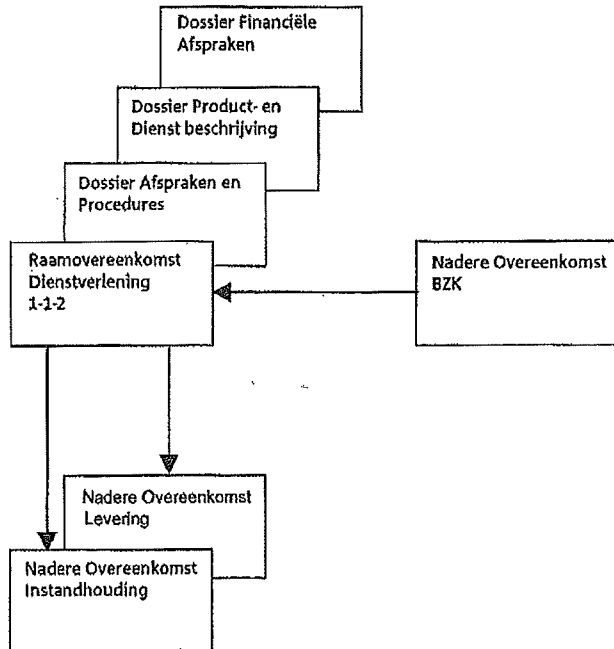 Dossier Financiële
Afspraken
Dossier Product- en
Dienst beschrijving
Dossier Afspraken en
Procedures
Raamovereenkomst
Dienstverlening
1-1-2
Nadere Overeenkomst
BZK
Nadere Overeenkomst
Levering
Nadere Overeenkomst
Instandhouding